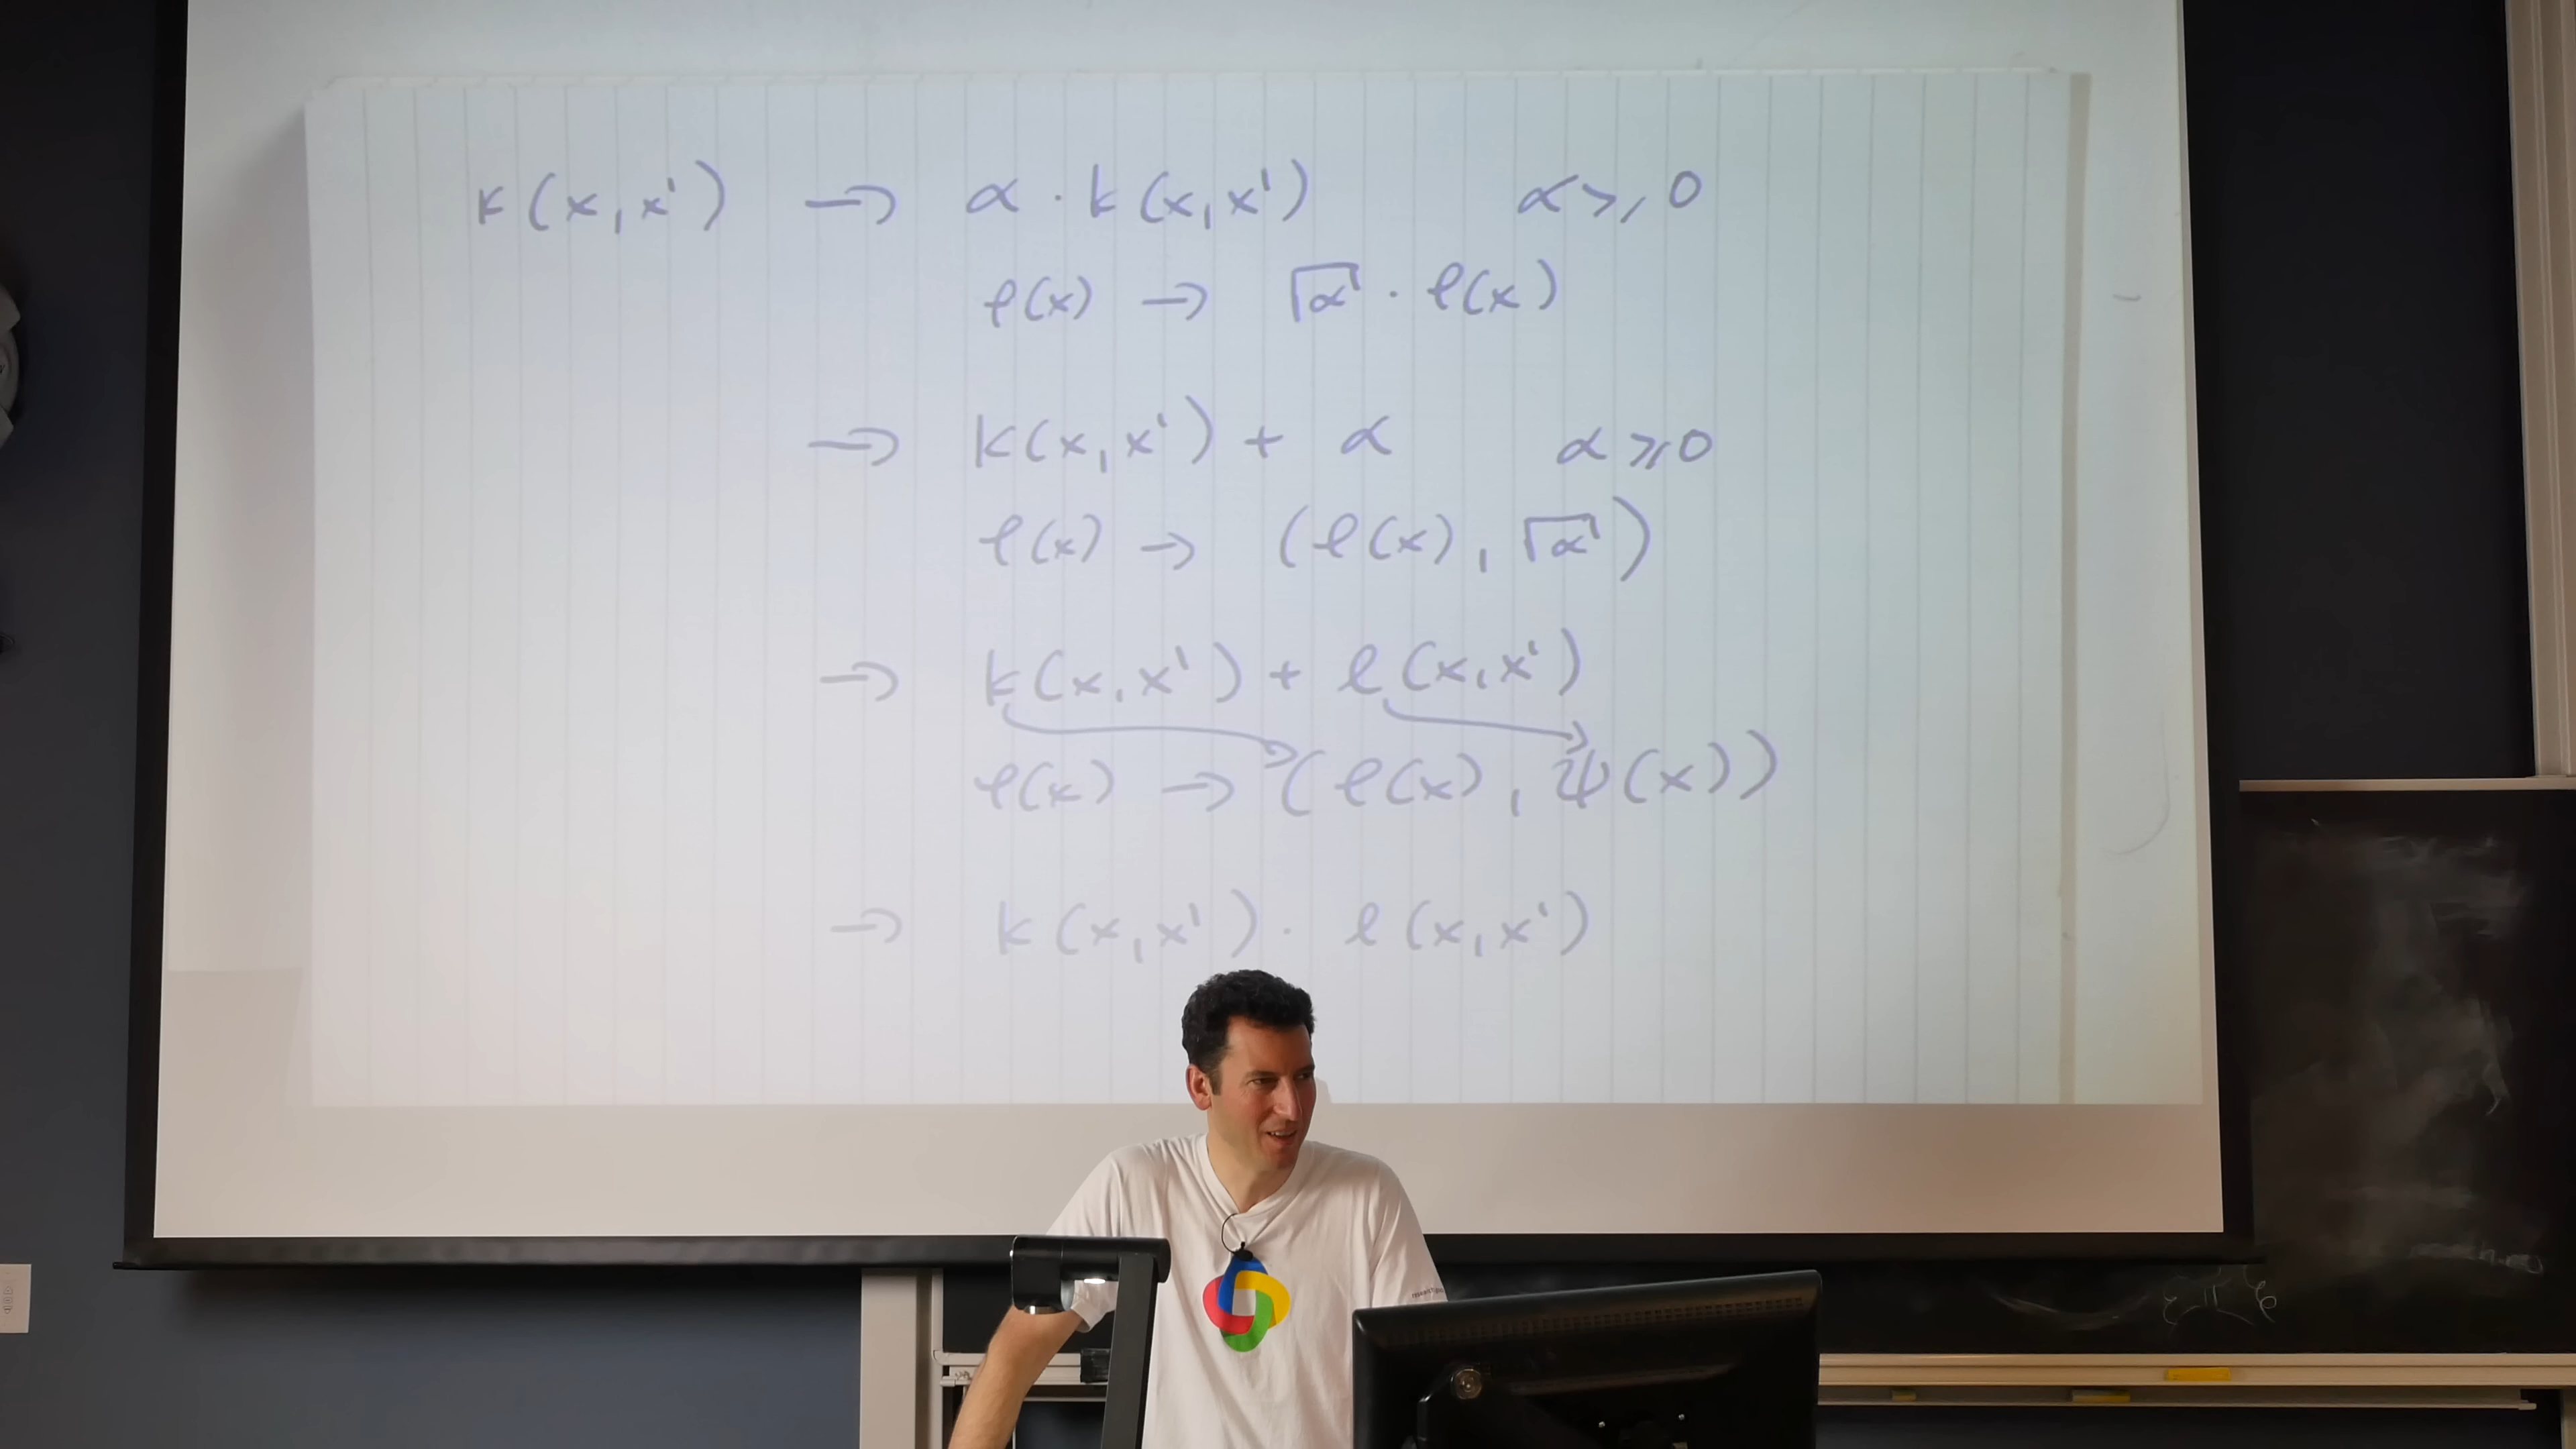 k(x,x') → α · k(x,x')    α ⩾ 0
φ(x) → √α · φ(x)
→ k(x,x') + α    α ⩾ 0
φ(x) → (φ(x), √α)
→ k(x,x') + l(x,x')
φ(x) → (φ(x), ψ(x))
→ k(x,x') · l(x,x')